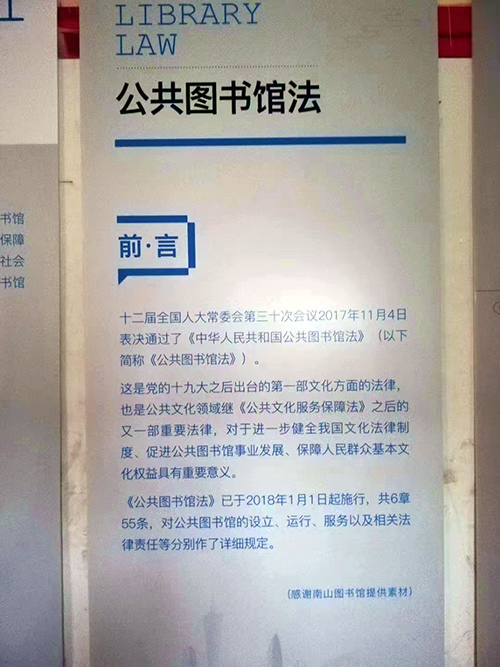 LIBRARY
LAW
公共图书馆法
书馆
保障
社会
书馆
前·言
十二届全国人大常委会第三十次会议2017年11月4日
表决通过了《中华人民共和国公共图书馆法》（以下
简称《公共图书馆法》）。
这是党的十九大之后出台的第一部文化方面的法律，
也是公共文化领域继《公共文化服务保障法》之后的
又一部重要法律，对于进一步健全我国文化法律制
度、促进公共图书馆事业发展、保障人民群众基本文
化权益具有重要意义。
《公共图书馆法》已于2018年1月1日起施行，共6章
55条，对公共图书馆的设立、运行、服务以及相关法
律责任等分别作了详细规定。
（感谢南山图书馆提供素材）